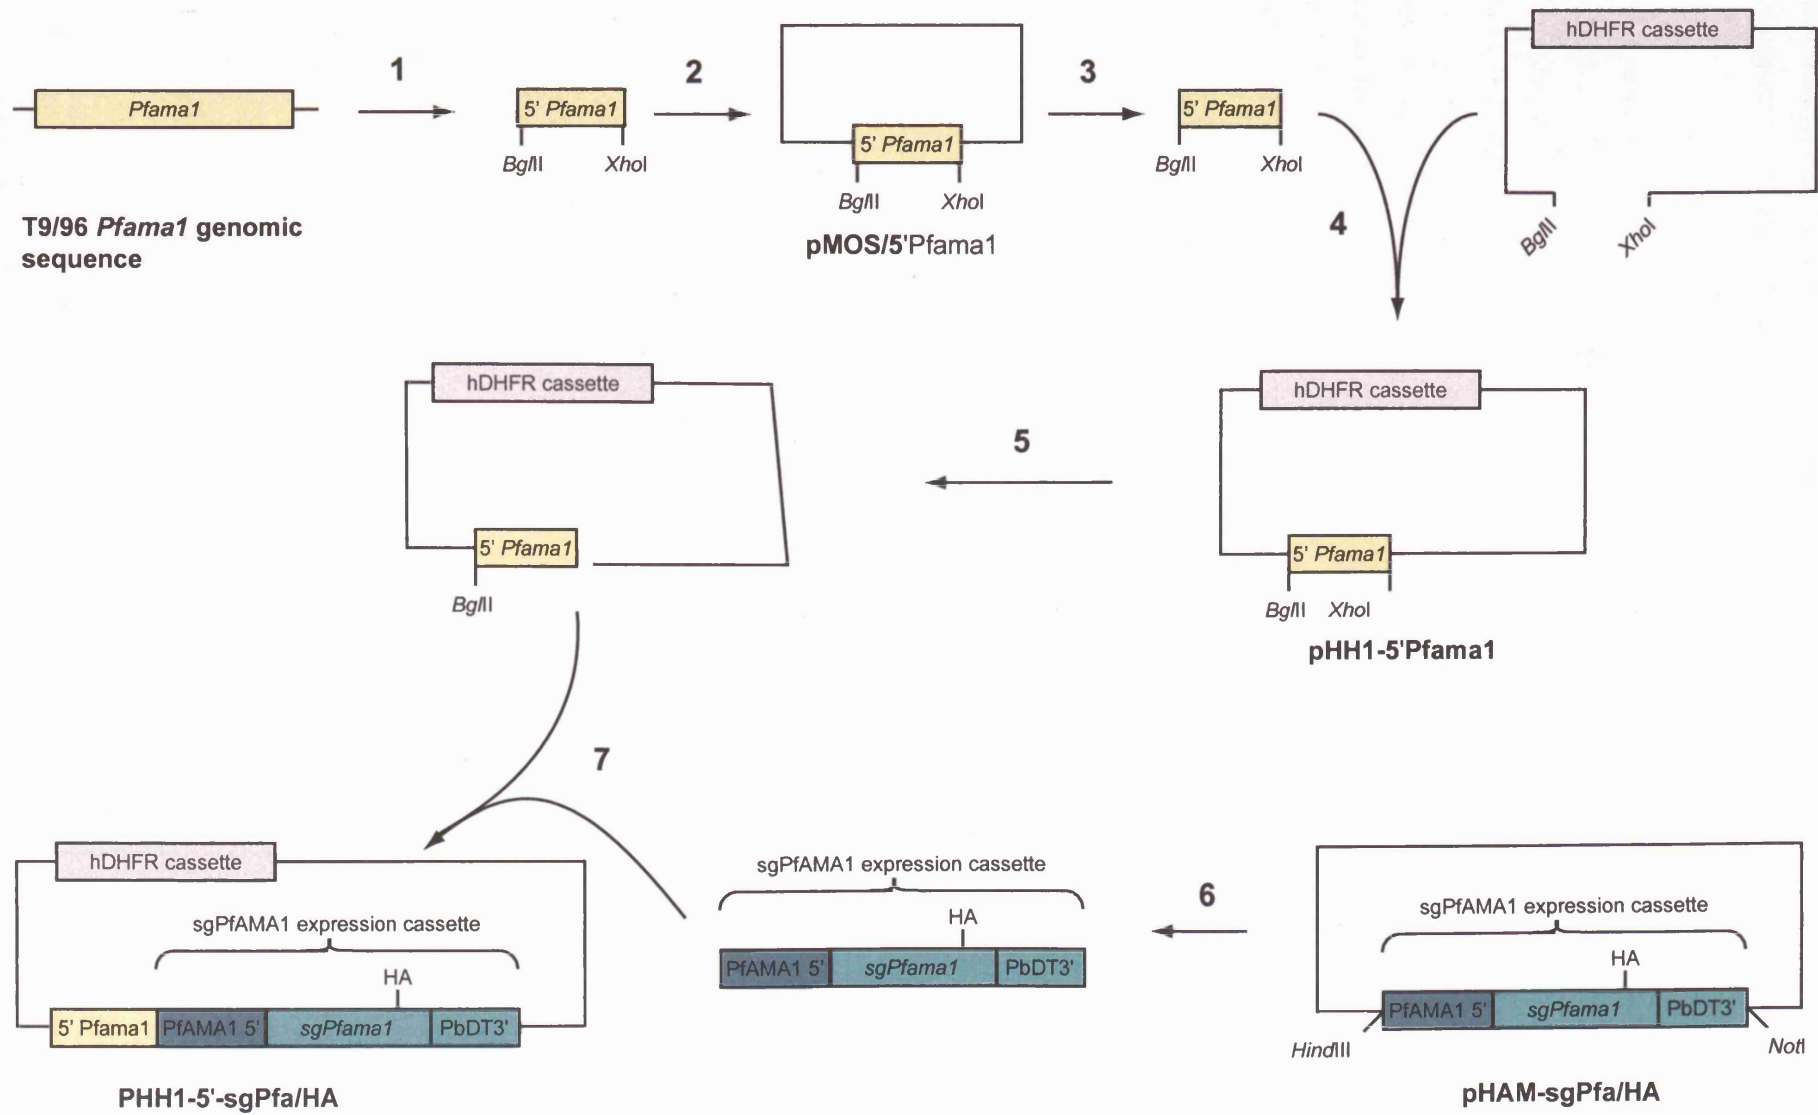 1
2
3
hDHFR cassette
Pfama1
5' Pfama1
BglII XhoI
5' Pfama1
BglII XhoI
5' Pfama1
BglII XhoI
BglII XhoI
T9/96 Pfama1 genomic
sequence
pMOS/5'Pfama1
4
hDHFR cassette
5' Pfama1
BglII
5
hDHFR cassette
5' Pfama1
BglII XhoI
pHH1-5'Pfama1
7
hDHFR cassette
sgPfAMA1 expression cassette
HA
5' Pfama1 PfAMA1 5' sgPfama1 PbDT3'
PHH1-5'-sgPfa/HA
sgPfAMA1 expression cassette
HA
PfAMA1 5' sgPfama1 PbDT3'
6
sgPfAMA1 expression cassette
HA
PfAMA1 5' sgPfama1 PbDT3'
HindIII
NotI
pHAM-sgPfa/HA